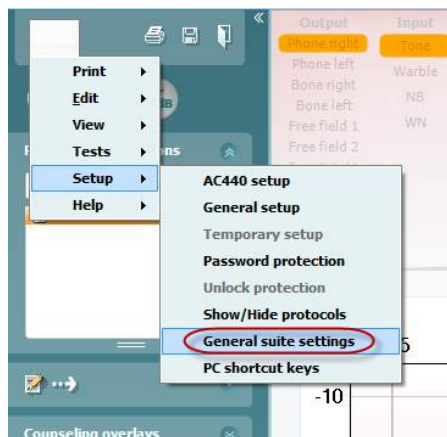 Output Input
Phone right Tone
Phone left Warble
Bone right NB
Bone left WN
Free field 1
Free field 2
Print
Edit
View
Tests
Setup
Help
ns
AC440 setup
General setup
Temporary setup
Password protection
Unlock protection
Show/Hide protocols
General suite settings
PC shortcut keys
5
-10
Counseling overlays